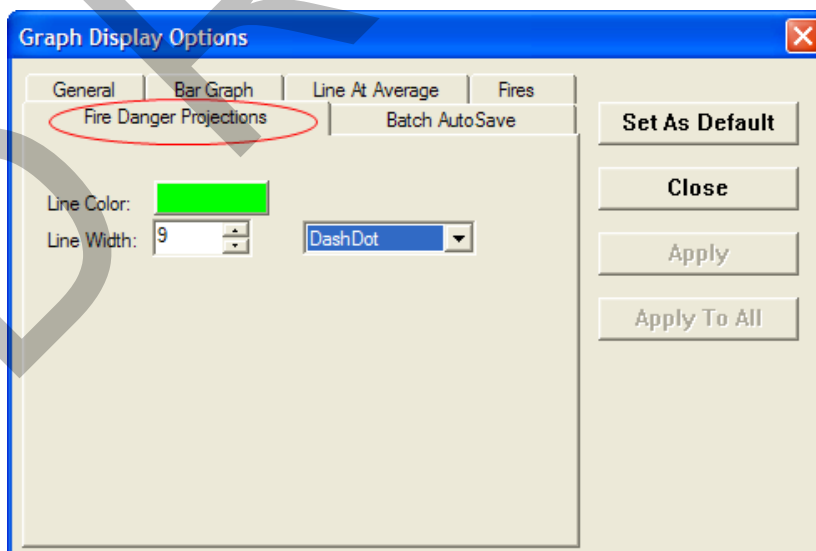 Graph Display Options
General Bar Graph Line At Average Fires
Fire Danger Projections Batch AutoSave
Set As Default
Close
Line Color:
Line Width: 9 DashDot
Apply
Apply To All